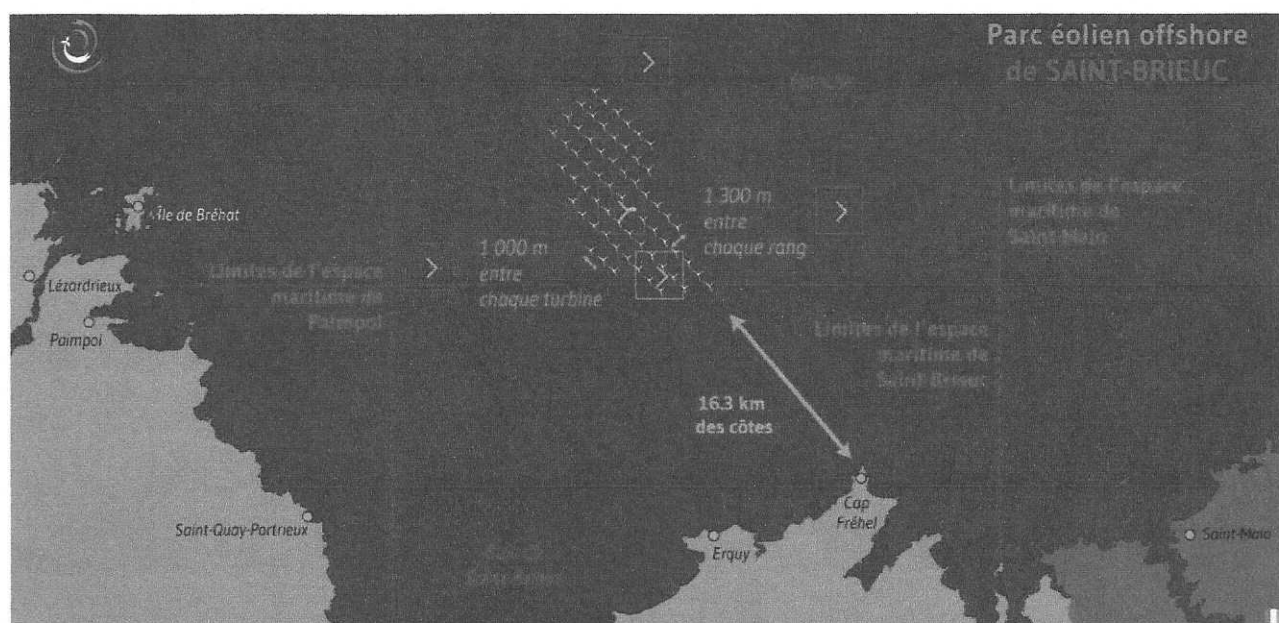 Parc éolien offshore
de SAINT-BRIEUC
Île de Bréhat
1 300 m
entre
chaque rang
Limites de l'espace
maritime de
Saint-Malo
1 000 m
entre
chaque turbine
Limites de l'espace
maritime de
Paimpol
Lézardrieux
Paimpol
Limites de l'espace
maritime de
Saint Brieuc
16.3 km
des côtes
Cap
Fréhel
Saint-Quay-Portrieux
Erquy
Saint-Malo